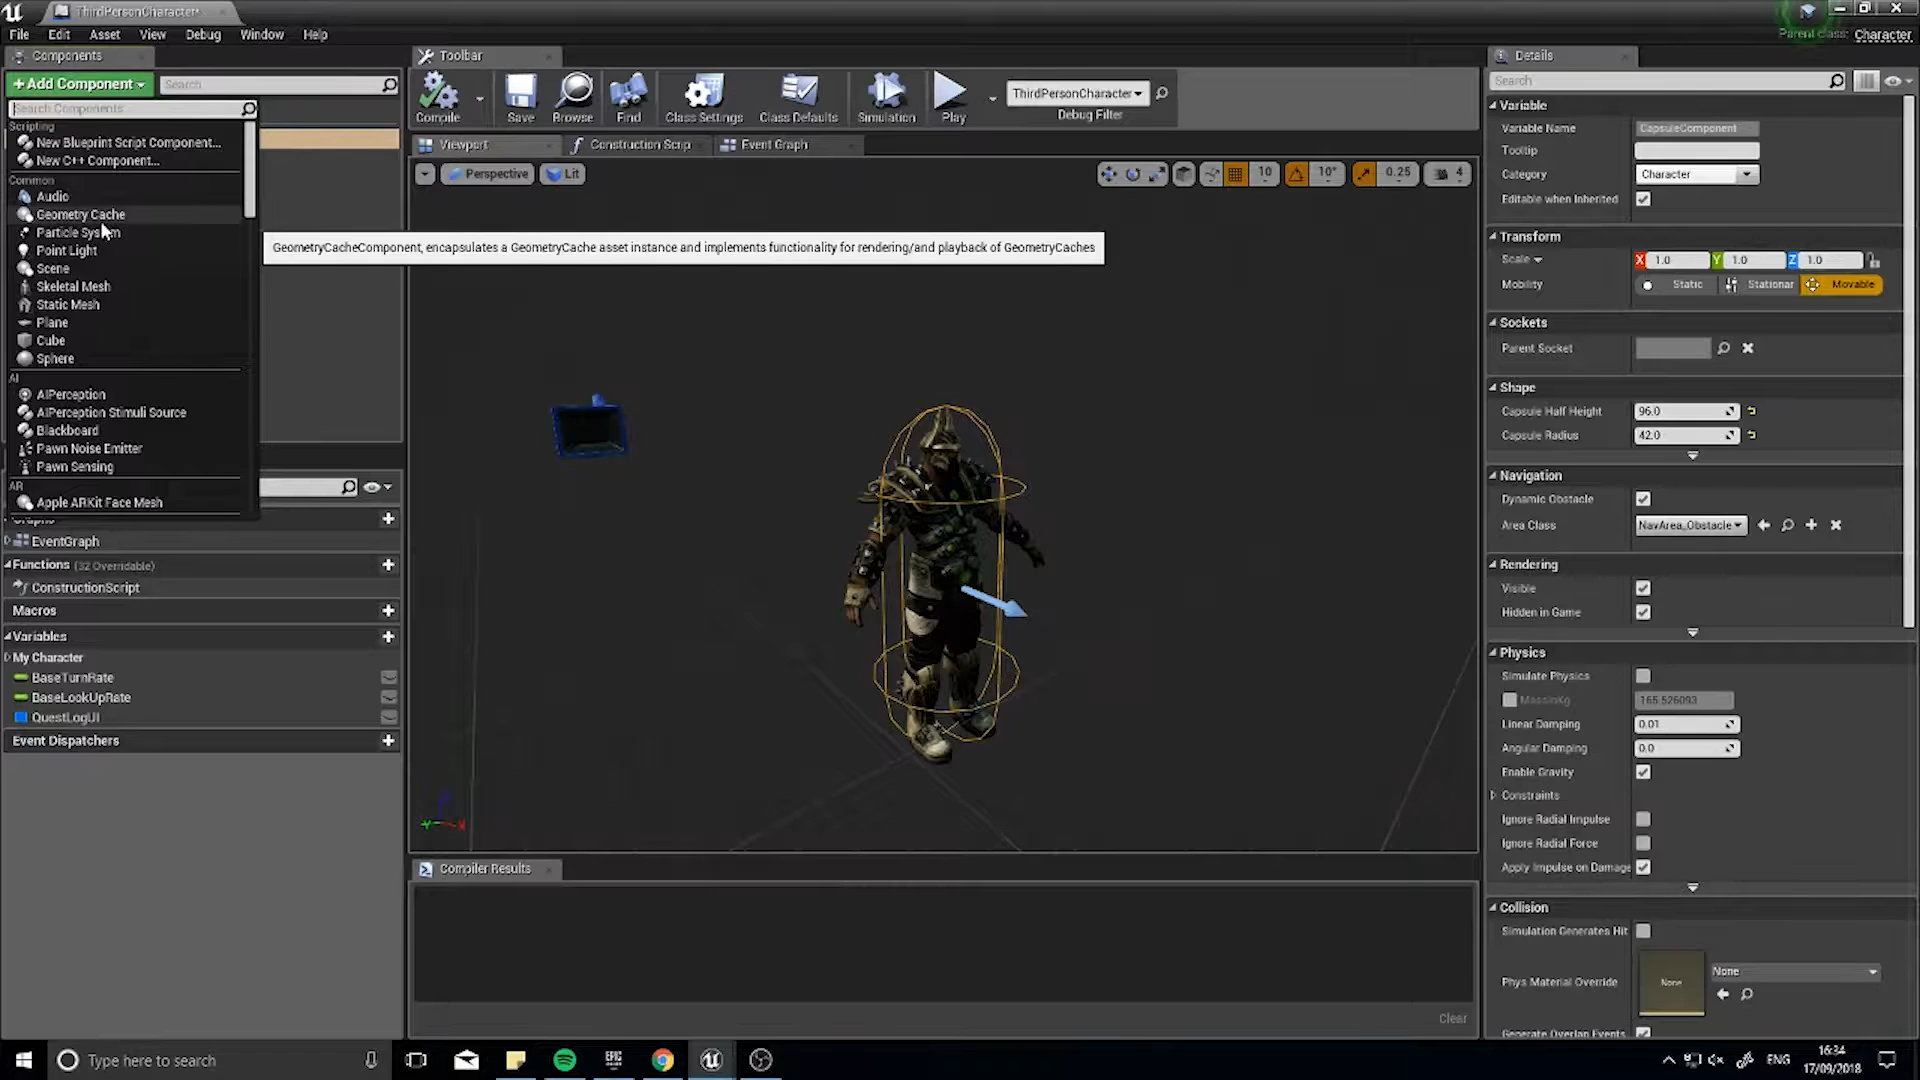 ThirdPersonCharacter*
Parent class: Character
File Edit Asset View Debug Window Help
Components
+Add Component
Search
Search Components
Scripting
New Blueprint Script Component...
New C++ Component...
Common
Audio
Geometry Cache
Particle System
Point Light
Scene
Skeletal Mesh
Static Mesh
Plane
Cube
Sphere
AI
AIPerception
AIPerception Stimuli Source
Blackboard
Pawn Noise Emitter
Pawn Sensing
AR
Apple ARKit Face Mesh
EventGraph
Functions (32 Overridable)
ConstructionScript
Macros
Variables
My Character
BaseTurnRate
BaseLookUpRate
QuestLogUI
Event Dispatchers
Toolbar
Compile
Save
Browse
Find
Class Settings
Class Defaults
Simulation
Play
ThirdPersonCharacter
Debug Filter
Viewport
Construction Scrip
Event Graph
Perspective
Lit
10
10°
0.25
4
GeometryCacheComponent, encapsulates a GeometryCache asset instance and implements functionality for rendering/and playback of GeometryCaches
Compiler Results
Clear
Details
Search
Variable
Variable Name CapsuleComponent
Tooltip
Category Character
Editable when Inherited
Transform
Scale X 1.0 Y 1.0 Z 1.0
Mobility Static Stationar Movable
Sockets
Parent Socket
Shape
Capsule Half Height 96.0
Capsule Radius 42.0
Navigation
Dynamic Obstacle
Area Class NavArea_Obstacle
Rendering
Visible
Hidden in Game
Physics
Simulate Physics
MassInKg 165.526093
Linear Damping 0.01
Angular Damping 0.0
Enable Gravity
Constraints
Ignore Radial Impulse
Ignore Radial Force
Apply Impulse on Damage
Collision
Simulation Generates Hit
Phys Material Override None None
Generate Overlap Events
Type here to search
EPIC
ENG
16:34
17/09/2018